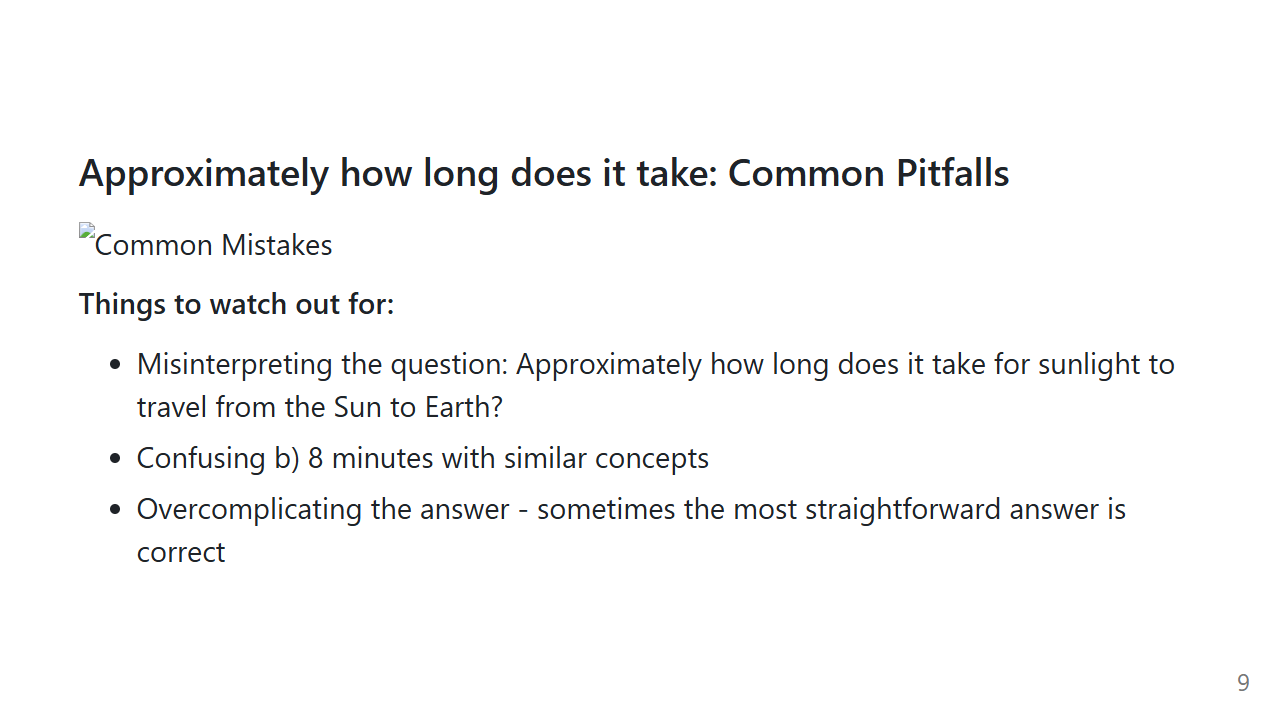 Approximately how long does it take: Common Pitfalls
Common Mistakes
Things to watch out for:
• Misinterpreting the question: Approximately how long does it take for sunlight to
travel from the Sun to Earth?
• Confusing b) 8 minutes with similar concepts
• Overcomplicating the answer - sometimes the most straightforward answer is
correct
9